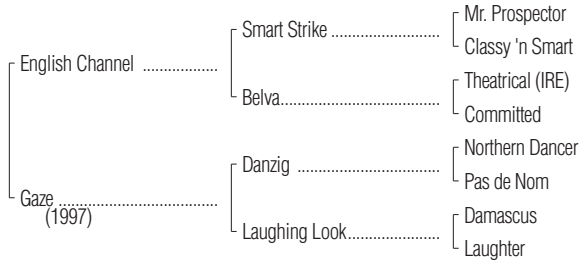 Mr. Prospector
Smart Strike ........................
Classy 'n Smart
English Channel ................
Theatrical (IRE)
Belva...................................
Committed
Northern Dancer
Danzig ...............................
Pas de Nom
Gaze ...................................
(1997)
Damascus
Laughing Look....................
Laughter